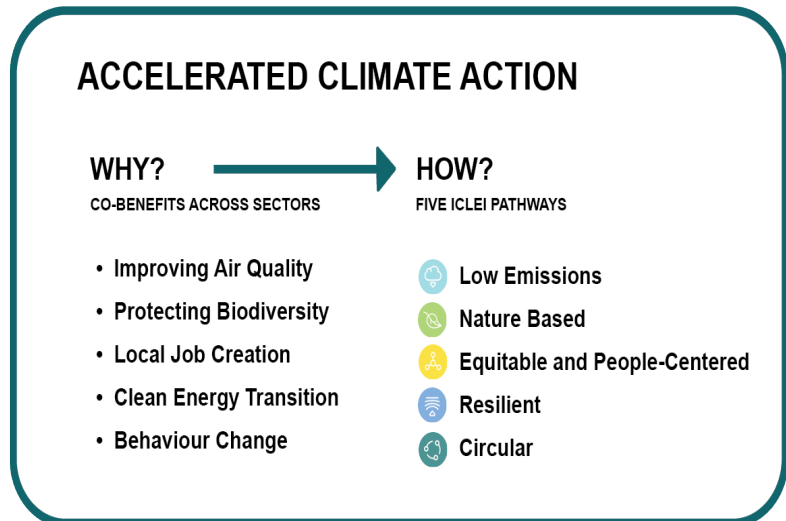 ACCELERATED CLIMATE ACTION
WHY?
CO-BENEFITS ACROSS SECTORS
• Improving Air Quality
• Protecting Biodiversity
• Local Job Creation
• Clean Energy Transition
• Behaviour Change
HOW?
FIVE ICLEI PATHWAYS
Low Emissions
Nature Based
Equitable and People-Centered
Resilient
Circular